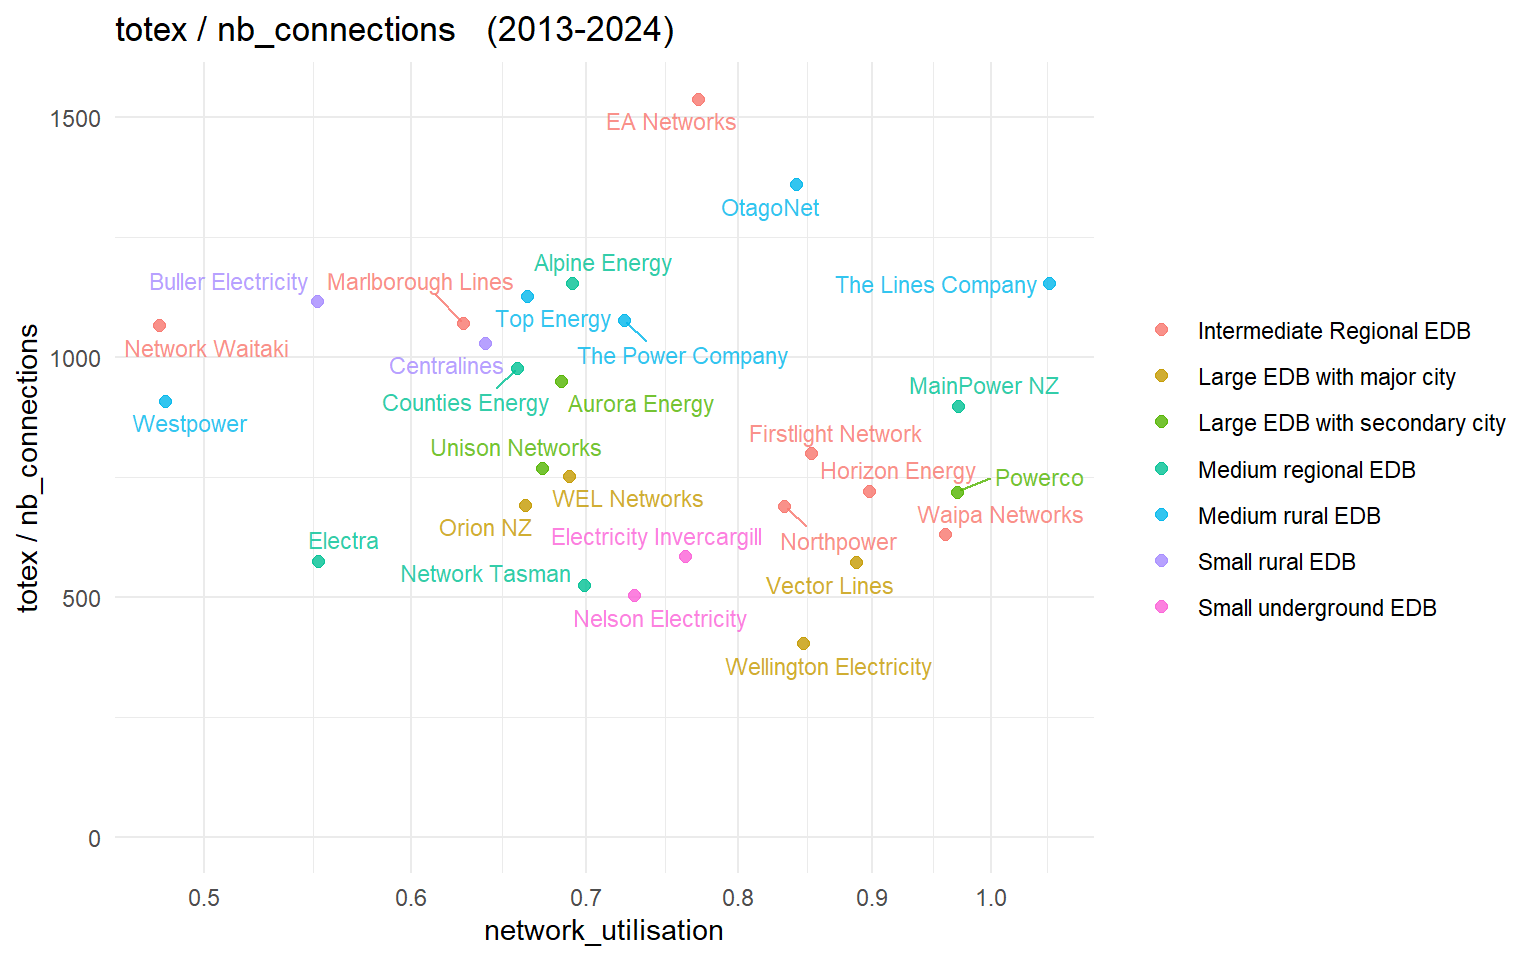 totex / nb_connections   (2013-2024)
totex / nb_connections
1500
1000
500
0
EA Networks
OtagoNet
Alpine Energy
Buller Electricity
Marlborough Lines
The Lines Company
Top Energy
Network Waitaki
The Power Company
Centralines
MainPower NZ
Counties Energy
Aurora Energy
Westpower
Firstlight Network
Unison Networks
Horizon Energy
Powerco
WEL Networks
Waipa Networks
Orion NZ
Electricity Invercargill
Northpower
Electra
Network Tasman
Vector Lines
Nelson Electricity
Wellington Electricity
0.5
0.6
0.7
0.8
0.9
1.0
network_utilisation
Intermediate Regional EDB
Large EDB with major city
Large EDB with secondary city
Medium regional EDB
Medium rural EDB
Small rural EDB
Small underground EDB